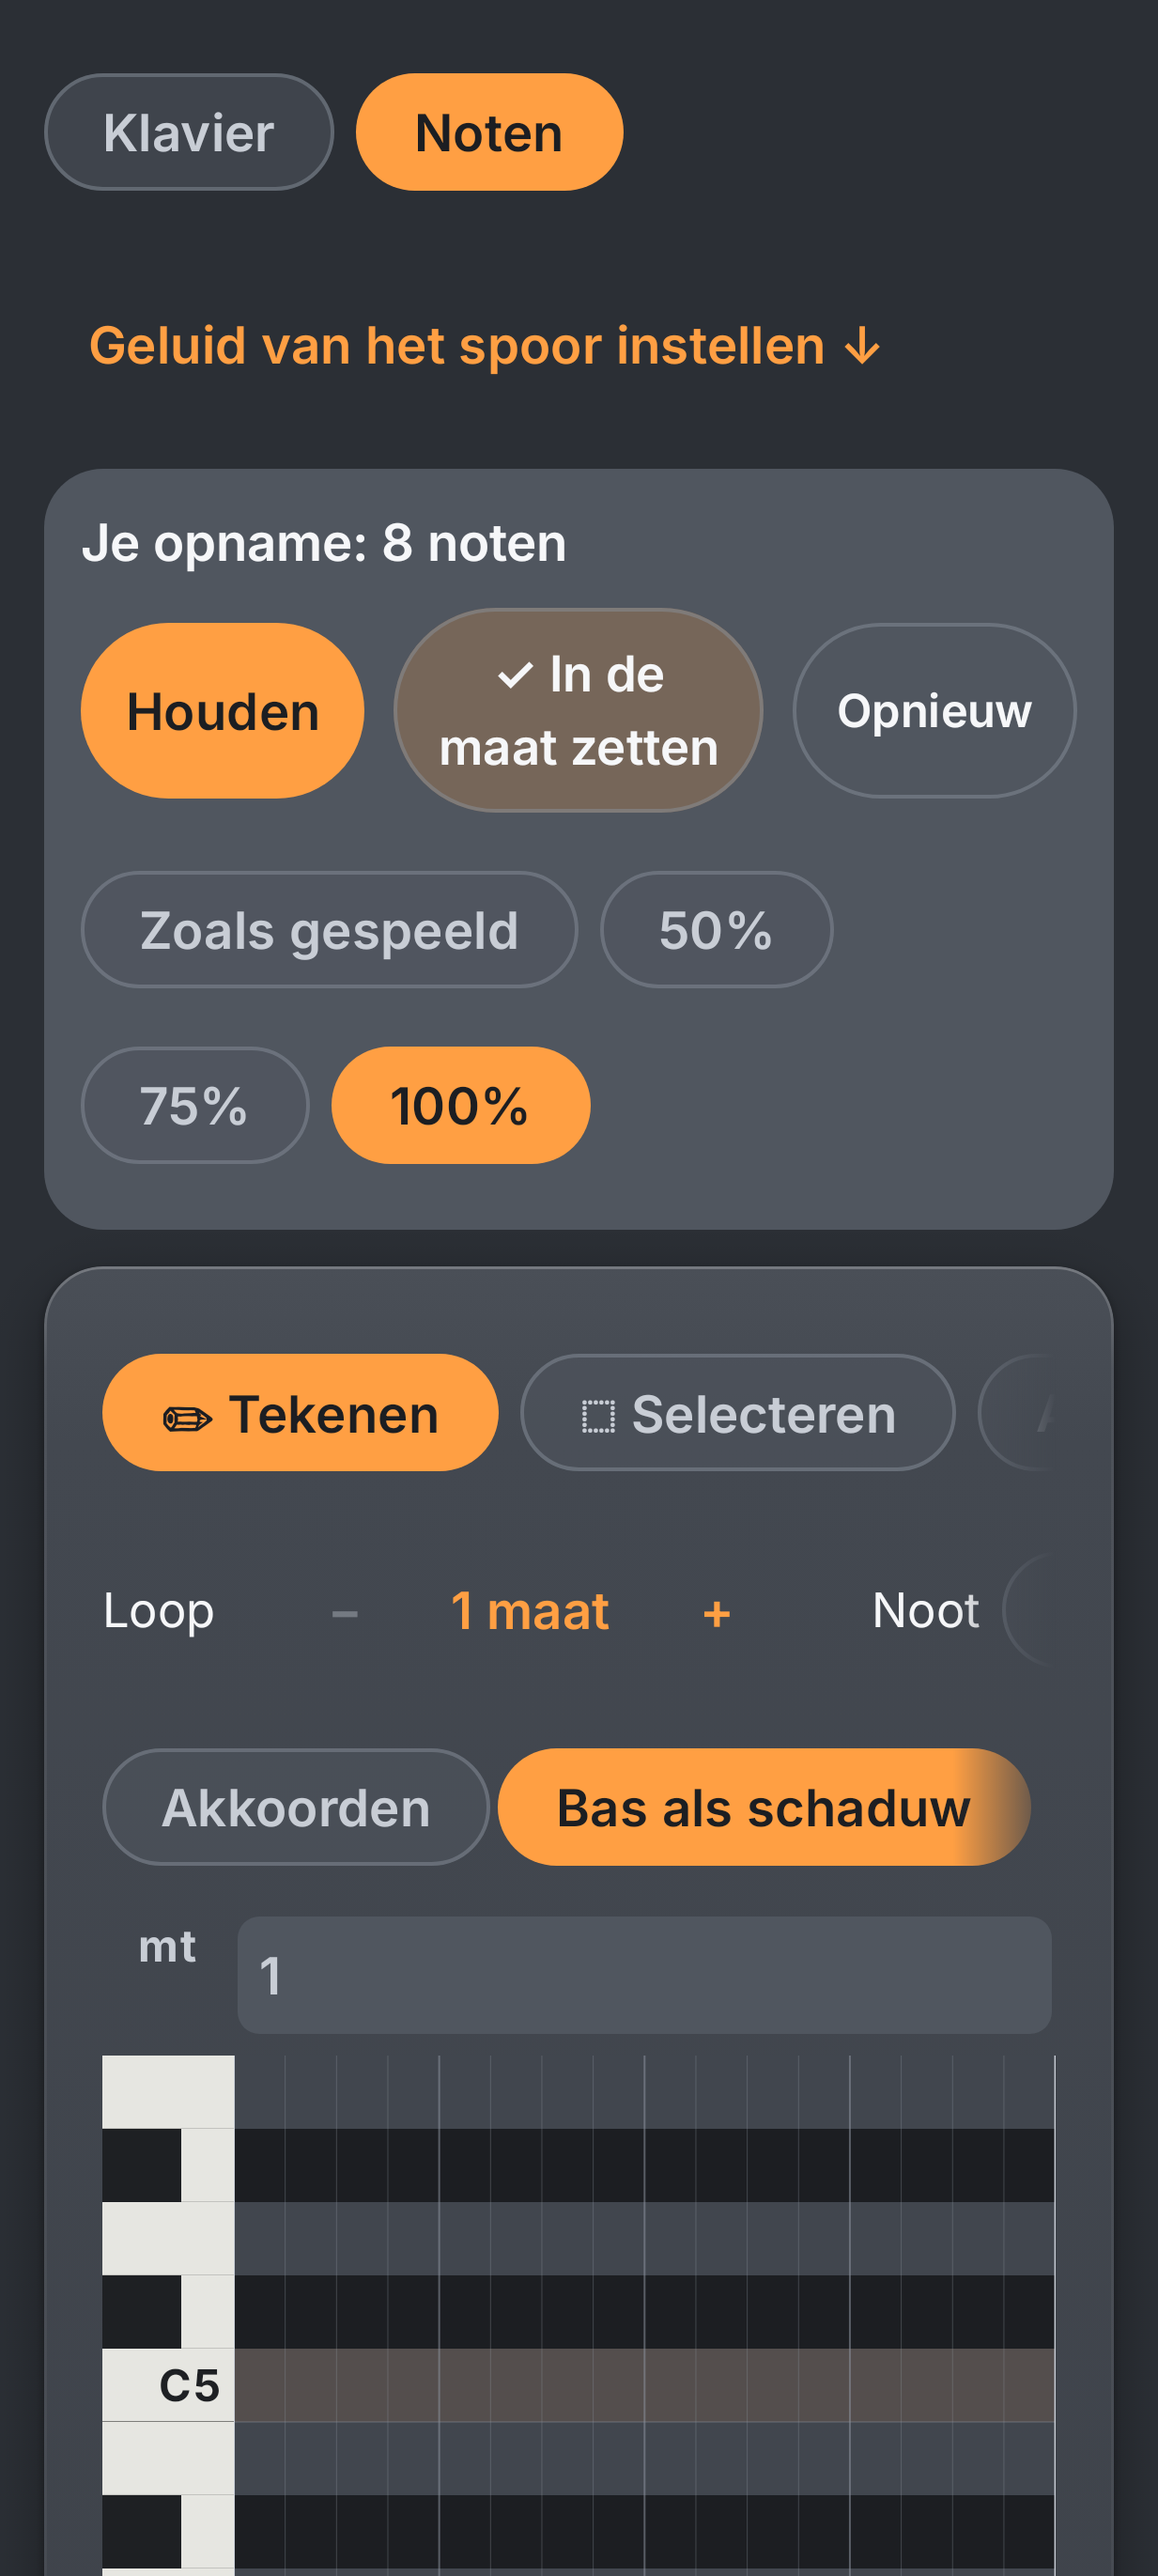 Klavier Noten
Geluid van het spoor instellen ↓
Je opname: 8 noten
Houden ✓ In de maat zetten Opnieuw
Zoals gespeeld 50%
75% 100%
✏ Tekenen ⬚ Selecteren
Loop − 1 maat + Noot
Akkoorden Bas als schaduw
mt 1
C5